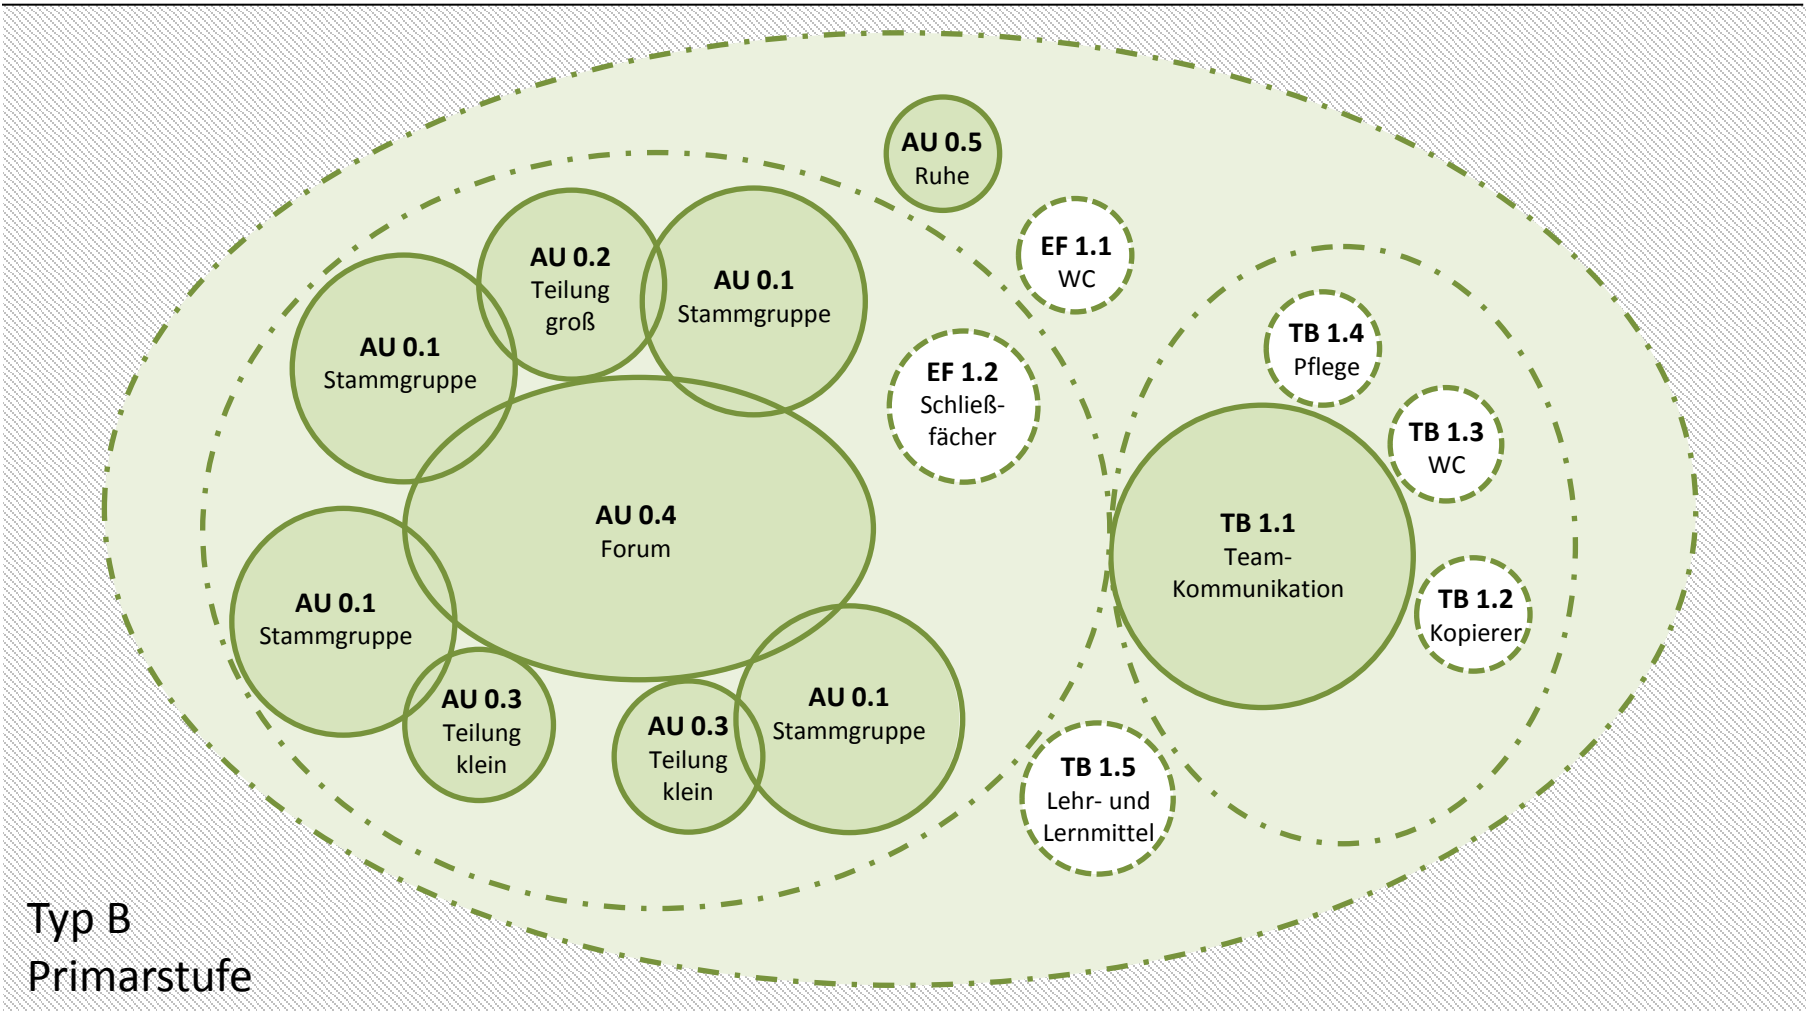 AU 0.5
Ruhe
EF 1.1
WC
AU 0.2
Teilung
groß
AU 0.1
Stammgruppe
AU 0.1
Stammgruppe
EF 1.2
Schließ-
fächer
TB 1.4
Pflege
TB 1.3
WC
AU 0.4
Forum
TB 1.1
Team-
Kommunikation
TB 1.2
Kopierer
AU 0.1
Stammgruppe
AU 0.3
Teilung
klein
AU 0.3
Teilung
klein
AU 0.1
Stammgruppe
TB 1.5
Lehr- und
Lernmittel
Typ B
Primarstufe